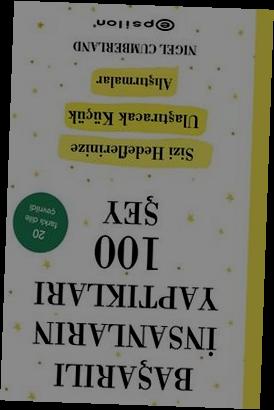 BAŞARILI
İNSANLARIN
YAPTIKLARI
100
ŞEY
20
farklı dile
çevrildi
Sizi Hedeflerinize
Ulaştıracak Küçük
Alıştırmalar
NIGEL CUMBERLAND
epsilon